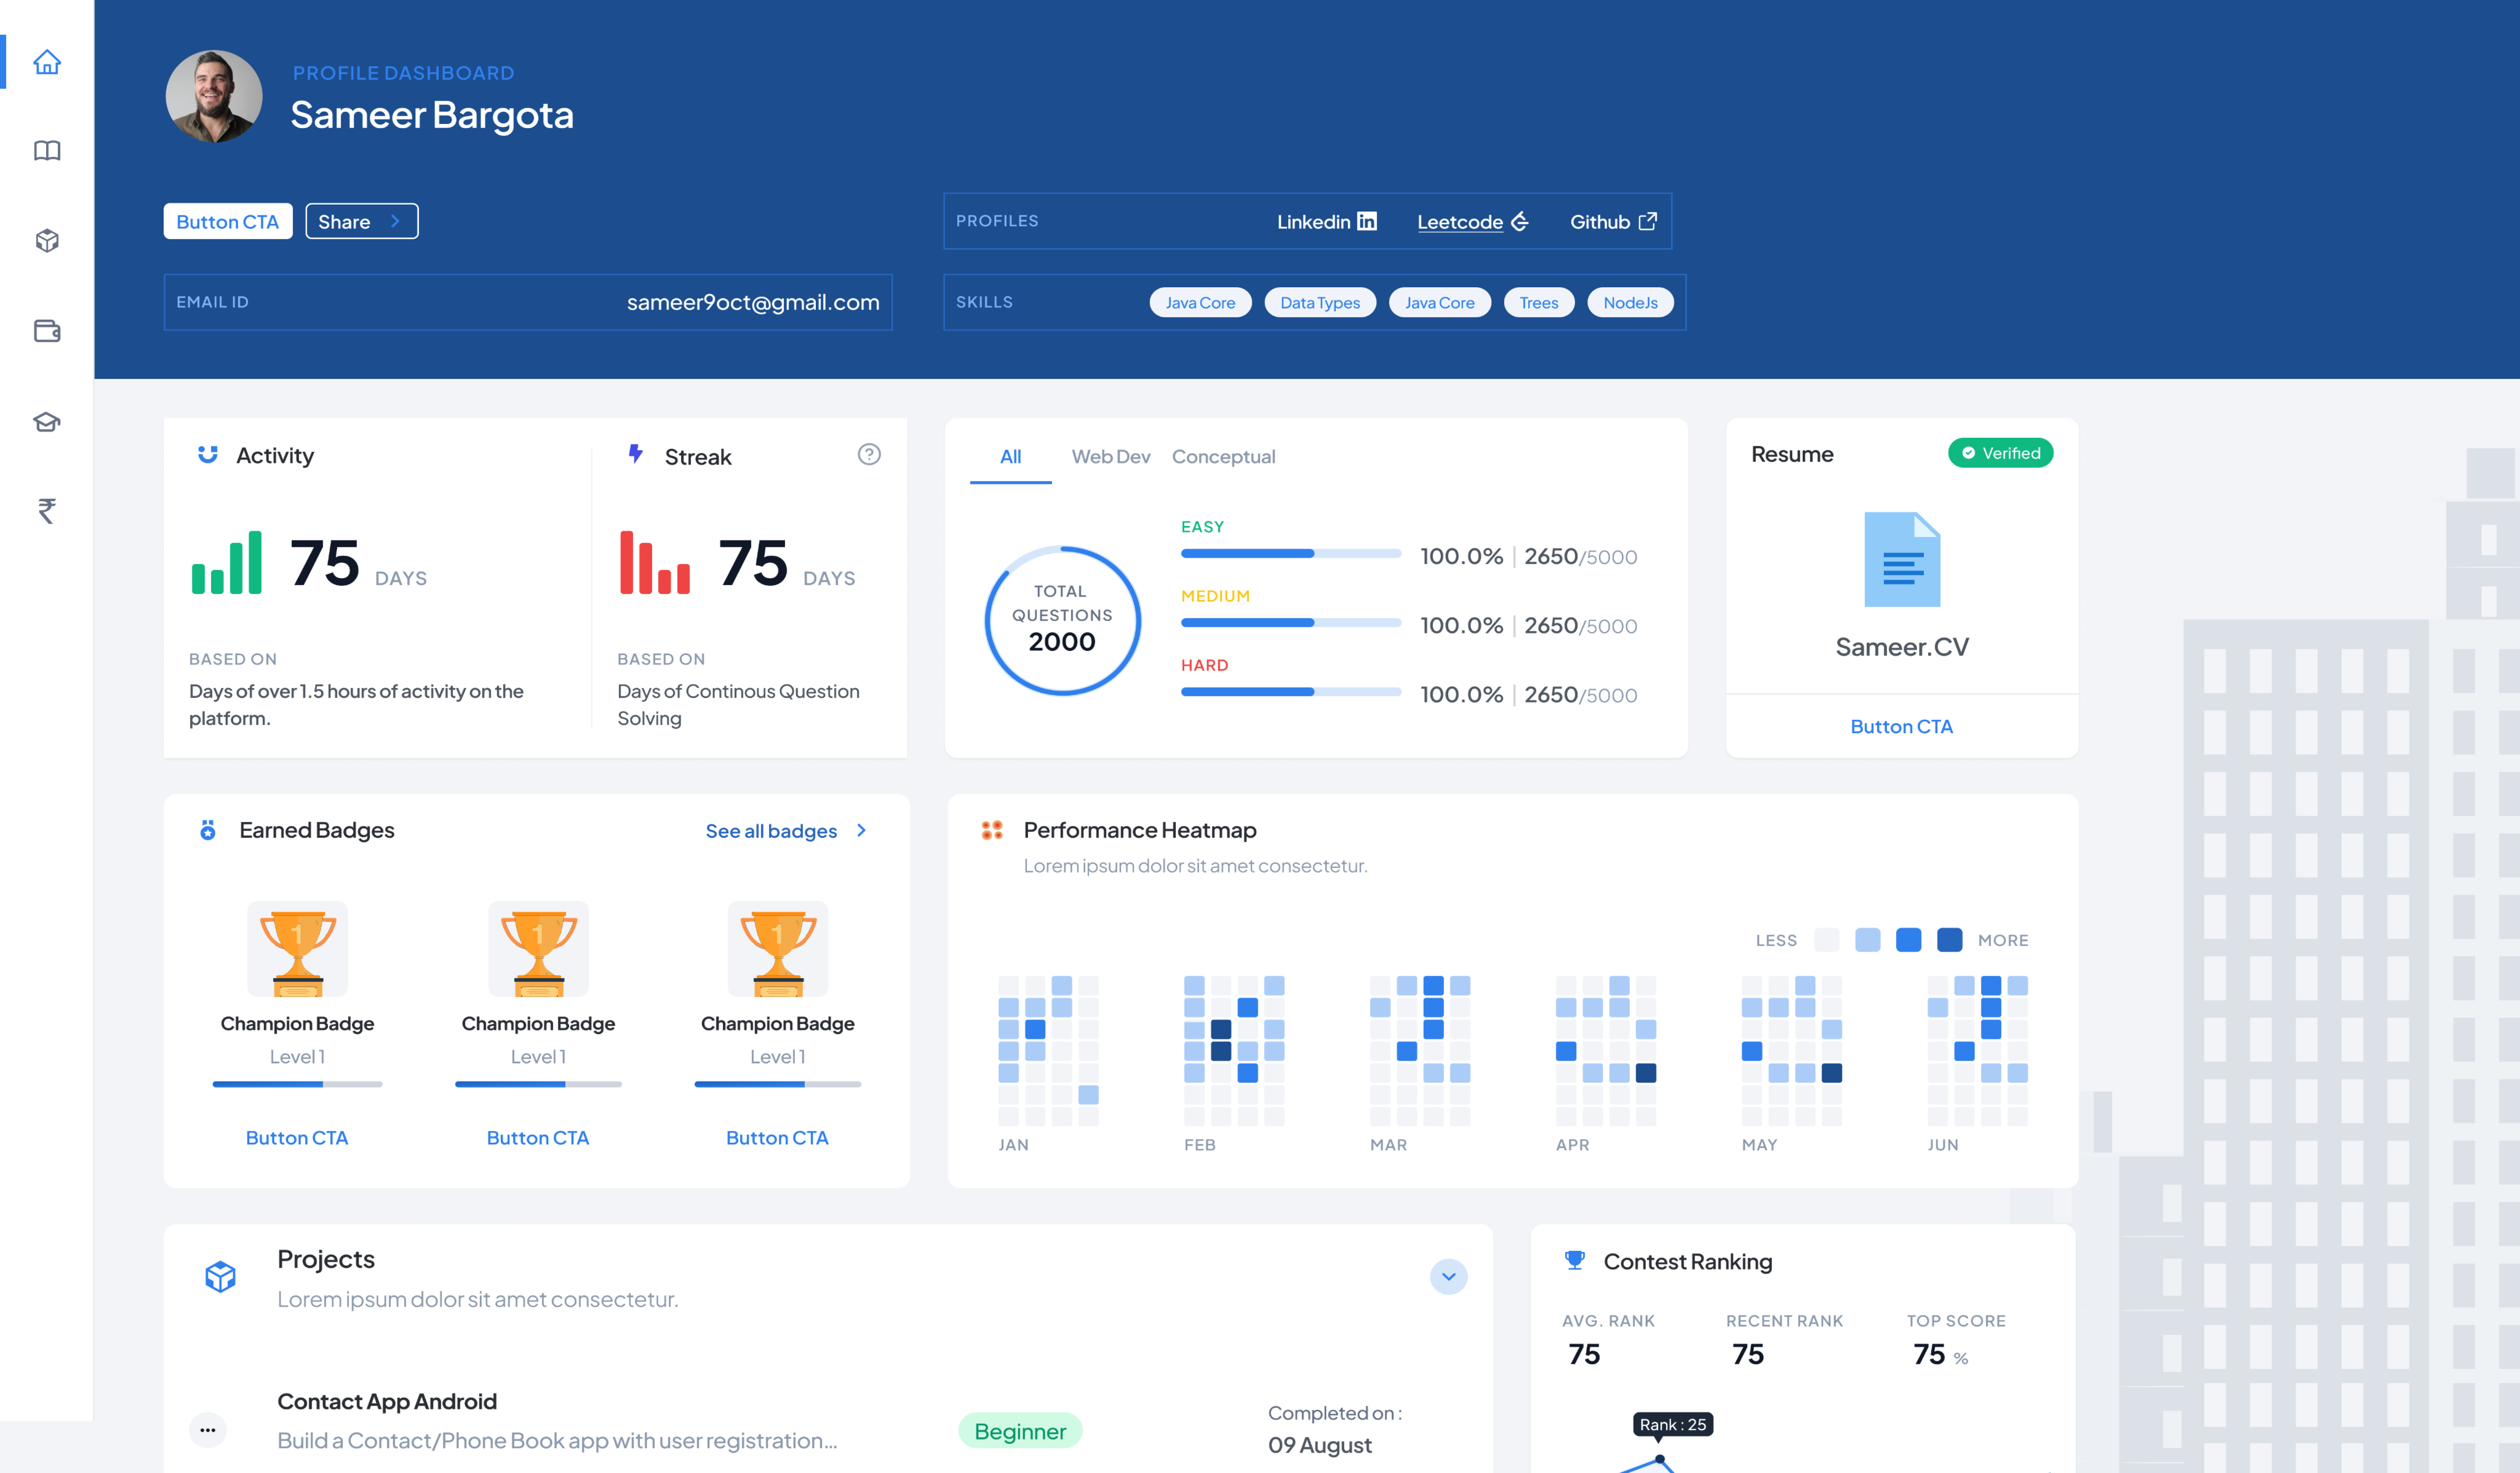 PROFILE DASHBOARD
Sameer Bargota
Button CTA
Share
PROFILES
Linkedin
Leetcode
Github
EMAIL ID
sameer9oct@gmail.com
SKILLS
Java Core
Data Types
Java Core
Trees
NodeJs
Activity
75 DAYS
BASED ON
Days of over 1.5 hours of activity on the
platform.
Streak
75 DAYS
BASED ON
Days of Continous Question
Solving
All
Web Dev
Conceptual
TOTAL
QUESTIONS
2000
EASY
100.0% | 2650/5000
MEDIUM
100.0% | 2650/5000
HARD
100.0% | 2650/5000
Resume
Verified
Sameer.CV
Button CTA
Earned Badges
See all badges
1
Champion Badge
Level 1
Button CTA
1
Champion Badge
Level 1
Button CTA
1
Champion Badge
Level 1
Button CTA
Performance Heatmap
Lorem ipsum dolor sit amet consectetur.
LESS
MORE
JAN
FEB
MAR
APR
MAY
JUN
Projects
Lorem ipsum dolor sit amet consectetur.
Contact App Android
Build a Contact/Phone Book app with user registration...
Beginner
Completed on :
09 August
Contest Ranking
AVG. RANK
75
RECENT RANK
75
TOP SCORE
75 %
Rank : 25